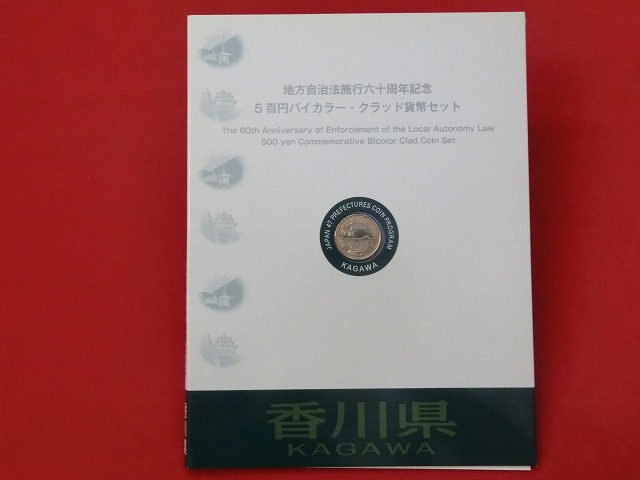 地方自治法施行六十周年記念
5百円バイカラー・クラッド貨幣セット
The 60th Anniversary of Enforcement of the Local Autonomy Law
500 yen Commemorative Bicolor Clad Coin Set
JAPAN 47 PREFECTURES COIN PROGRAM
KAGAWA
香川県
KAGAWA